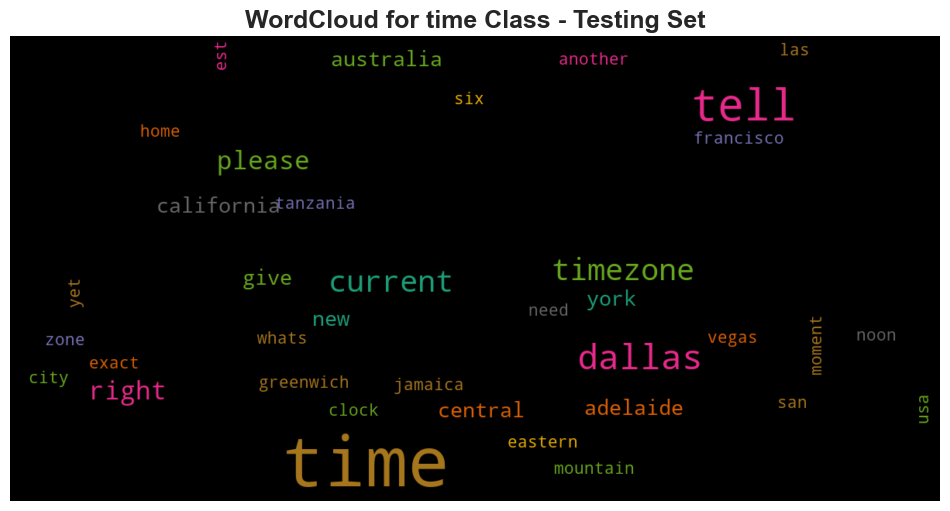 WordCloud for time Class - Testing Set
est
australia
another
las
six
tell
home
francisco
please
california
tanzania
timezone
give
current
yet
york
need
new
zone
whats
vegas
moment
noon
dallas
exact
city
right
greenwich
jamaica
san
clock
central
adelaide
usa
eastern
time
mountain